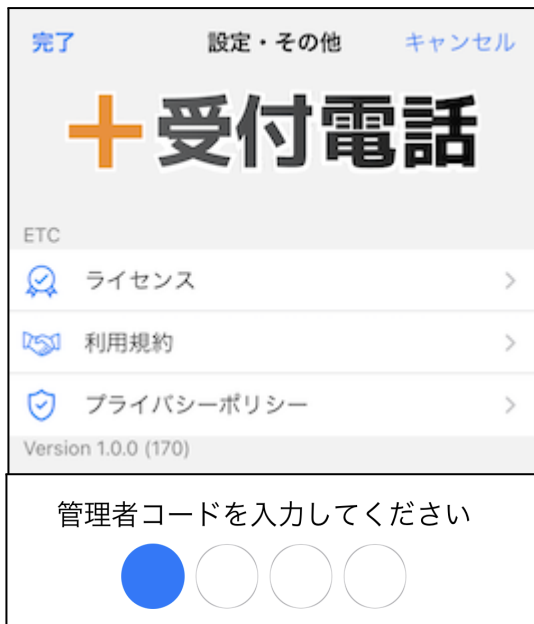 完了 設定・その他 キャンセル
+受付電話
ETC
ライセンス
利用規約
プライバシーポリシー
Version 1.0.0 (170)
管理者コードを入力してください